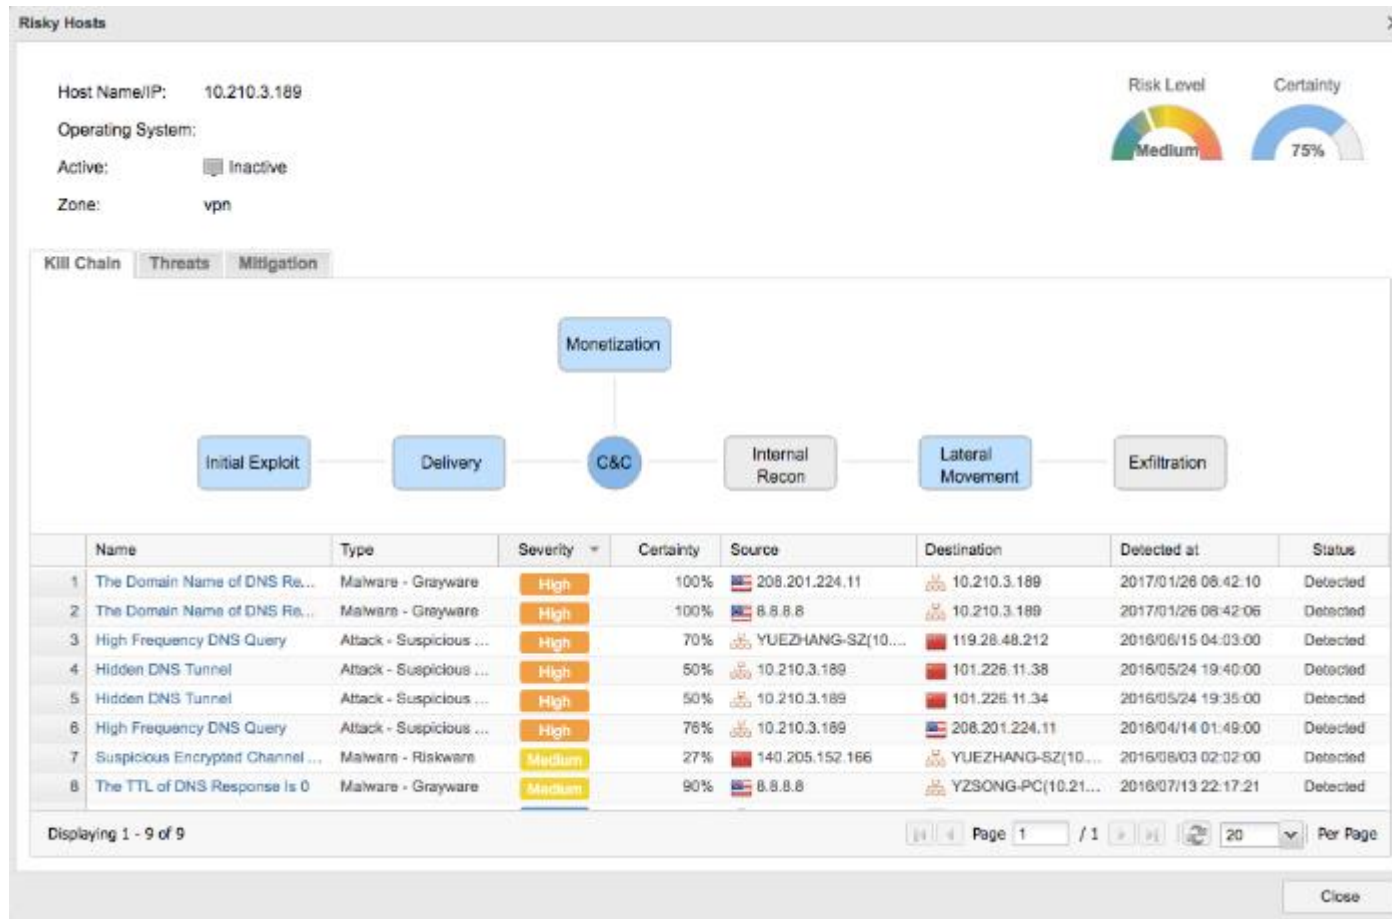 Risky Hosts
Host Name/IP: 10.210.3.189
Operating System:
Active: Inactive
Zone: vpn
Risk Level Certainty
Medium 75%
Kill Chain Threats Mitigation
Monetization
Initial Exploit Delivery C&C Internal Recon Lateral Movement Exfiltration
Name Type Severity Certainty Source Destination Detected at Status
1 The Domain Name of DNS Re... Malware - Grayware High 100% 208.201.224.11 10.210.3.189 2017/01/26 08:42:10 Detected
2 The Domain Name of DNS Re... Malware - Grayware High 100% 8.8.8.8 10.210.3.189 2017/01/26 08:42:06 Detected
3 High Frequency DNS Query Attack - Suspicious ... High 70% YUEZHANG-SZ(10.... 119.28.48.212 2016/06/15 04:03:00 Detected
4 Hidden DNS Tunnel Attack - Suspicious ... High 50% 10.210.3.189 101.226.11.38 2016/05/24 19:40:00 Detected
5 Hidden DNS Tunnel Attack - Suspicious ... High 50% 10.210.3.189 101.226.11.34 2016/05/24 19:35:00 Detected
6 High Frequency DNS Query Attack - Suspicious ... High 76% 10.210.3.189 208.201.224.11 2016/04/14 01:49:00 Detected
7 Suspicious Encrypted Channel ... Malware - Riskware Medium 27% 140.205.152.166 YUEZHANG-SZ(10.... 2016/08/03 02:02:00 Detected
8 The TTL of DNS Response Is 0 Malware - Grayware Medium 90% 8.8.8.8 YZSONG-PC(10.21... 2016/07/13 22:17:21 Detected
Displaying 1 - 9 of 9 Page 1 / 1 20 Per Page
Close